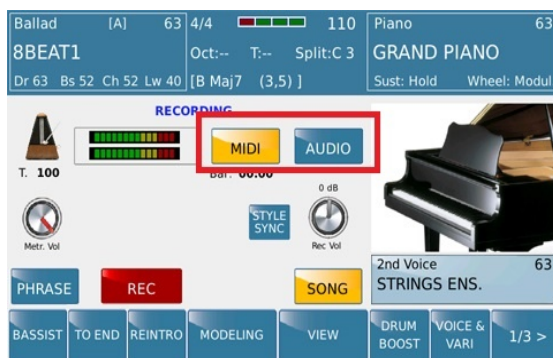 Ballad [A] 63 4/4 110 Piano 63
8BEAT1 Oct:-- T:-- Split:C 3 GRAND PIANO
Dr 63 Bs 52 Ch 52 Lw 40 [B Maj7 (3,5) ] Sust: Hold Wheel: Modul
RECORDING
MIDI AUDIO
T. 100 Bar: 00:00
0 dB
STYLE
SYNC
Metr. Vol Rec Vol
2nd Voice 63
STRINGS ENS.
PHRASE REC SONG
BASSIST TO END REINTRO MODELING VIEW DRUM BOOST VOICE & VARI 1/3 >